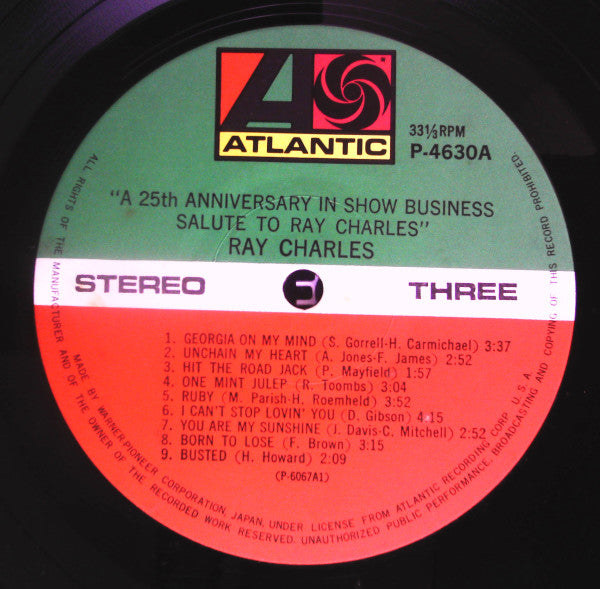 ATLANTIC
33⅓RPM
P-4630A
"A 25th ANNIVERSARY IN SHOW BUSINESS
SALUTE TO RAY CHARLES"
RAY CHARLES
STEREO THREE
1. GEORGIA ON MY MIND (S. Gorrell-H. Carmichael) 3:37
2. UNCHAIN MY HEART (A. Jones-F. James) 2:52
3. HIT THE ROAD JACK (P. Mayfield) 1:57
4. ONE MINT JULEP (R. Toombs) 3:04
5. RUBY (M. Parish-H. Roemheld) 3:52
6. I CAN'T STOP LOVIN' YOU (D. Gibson) 4:15
7. YOU ARE MY SUNSHINE (J. Davis-C. Mitchell) 2:52
8. BORN TO LOSE (F. Brown) 3:15
9. BUSTED (H. Howard) 2:09
(P-6067A1)
MADE BY WARNER-PIONEER CORPORATION, JAPAN, UNDER LICENSE FROM ATLANTIC RECORDING CORP. U.S.A.
ALL RIGHTS OF THE MANUFACTURER AND OF THE OWNER OF THE RECORDED WORK RESERVED. UNAUTHORIZED PUBLIC PERFORMANCE, BROADCASTING AND COPYING OF THIS RECORD PROHIBITED.